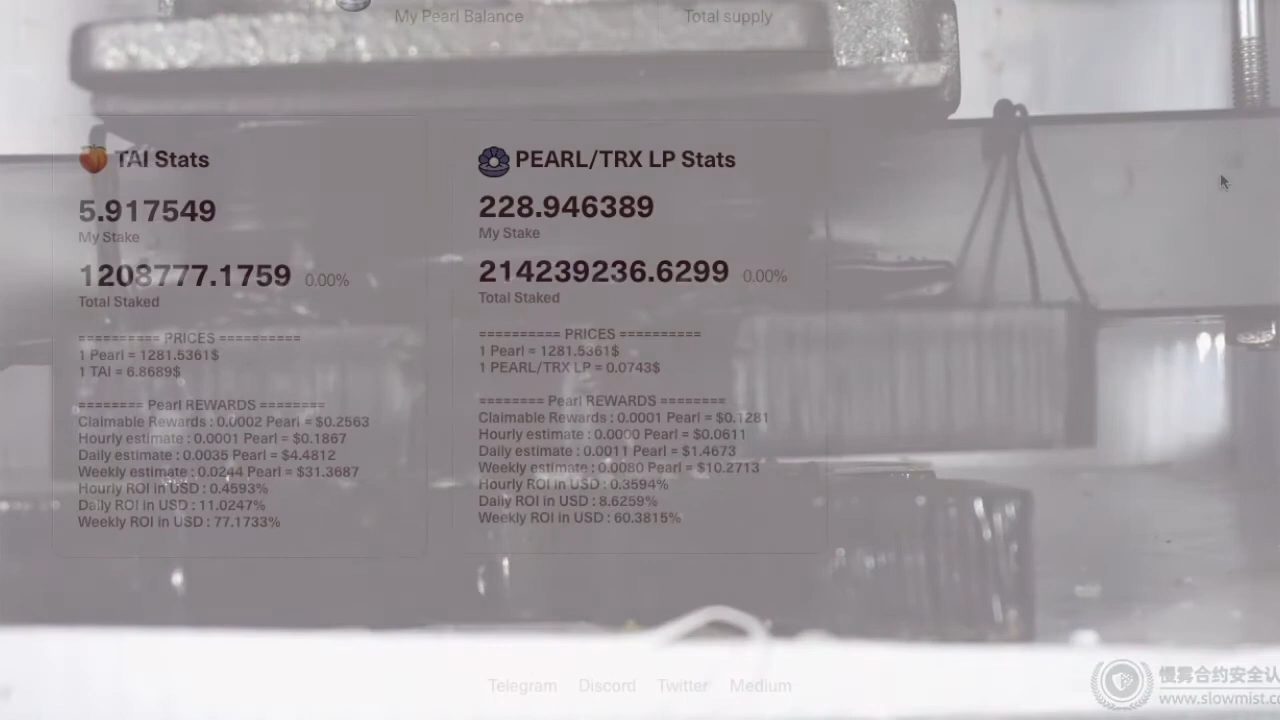 My Pearl Balance
Total supply
TAI Stats
5.917549
My Stake
1208777.1759 0.00%
Total Staked
========== PRICES ==========
1 Pearl = 1281.5361$
1 TAI = 6.8689$
======== Pearl REWARDS ========
Claimable Rewards : 0.0002 Pearl = $0.2563
Hourly estimate : 0.0001 Pearl = $0.1867
Daily estimate : 0.0035 Pearl = $4.4812
Weekly estimate : 0.0244 Pearl = $31.3687
Hourly ROI in USD : 0.4593%
Daily ROI in USD : 11.0247%
Weekly ROI in USD : 77.1733%
PEARL/TRX LP Stats
228.946389
My Stake
214239236.6299 0.00%
Total Staked
========== PRICES ==========
1 Pearl = 1281.5361$
1 PEARL/TRX LP = 0.0743$
======== Pearl REWARDS ========
Claimable Rewards : 0.0001 Pearl = $0.1281
Hourly estimate : 0.0000 Pearl = $0.0611
Daily estimate : 0.0011 Pearl = $1.4673
Weekly estimate : 0.0080 Pearl = $10.2713
Hourly ROI in USD : 0.3594%
Daily ROI in USD : 8.6259%
Weekly ROI in USD : 60.3815%
Telegram Discord Twitter Medium
慢雾合约安全认
www.slowmist.co